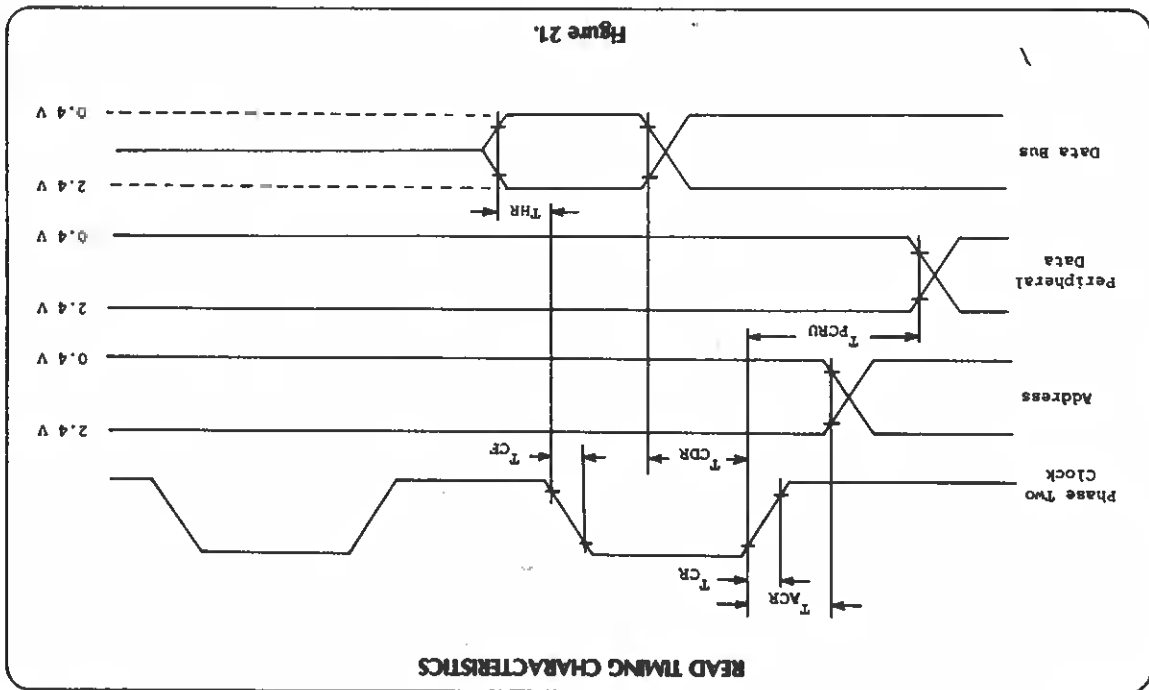 READ TIMING CHARACTERISTICS
TACR
TCR
Phase Two
Clock
TCDR
TCF
2.4 V
Address
0.4 V
TPCRU
2.4 V
Peripheral
Data
0.4 V
THR
2.4 V
Data Bus
0.4 V
Figure 21.